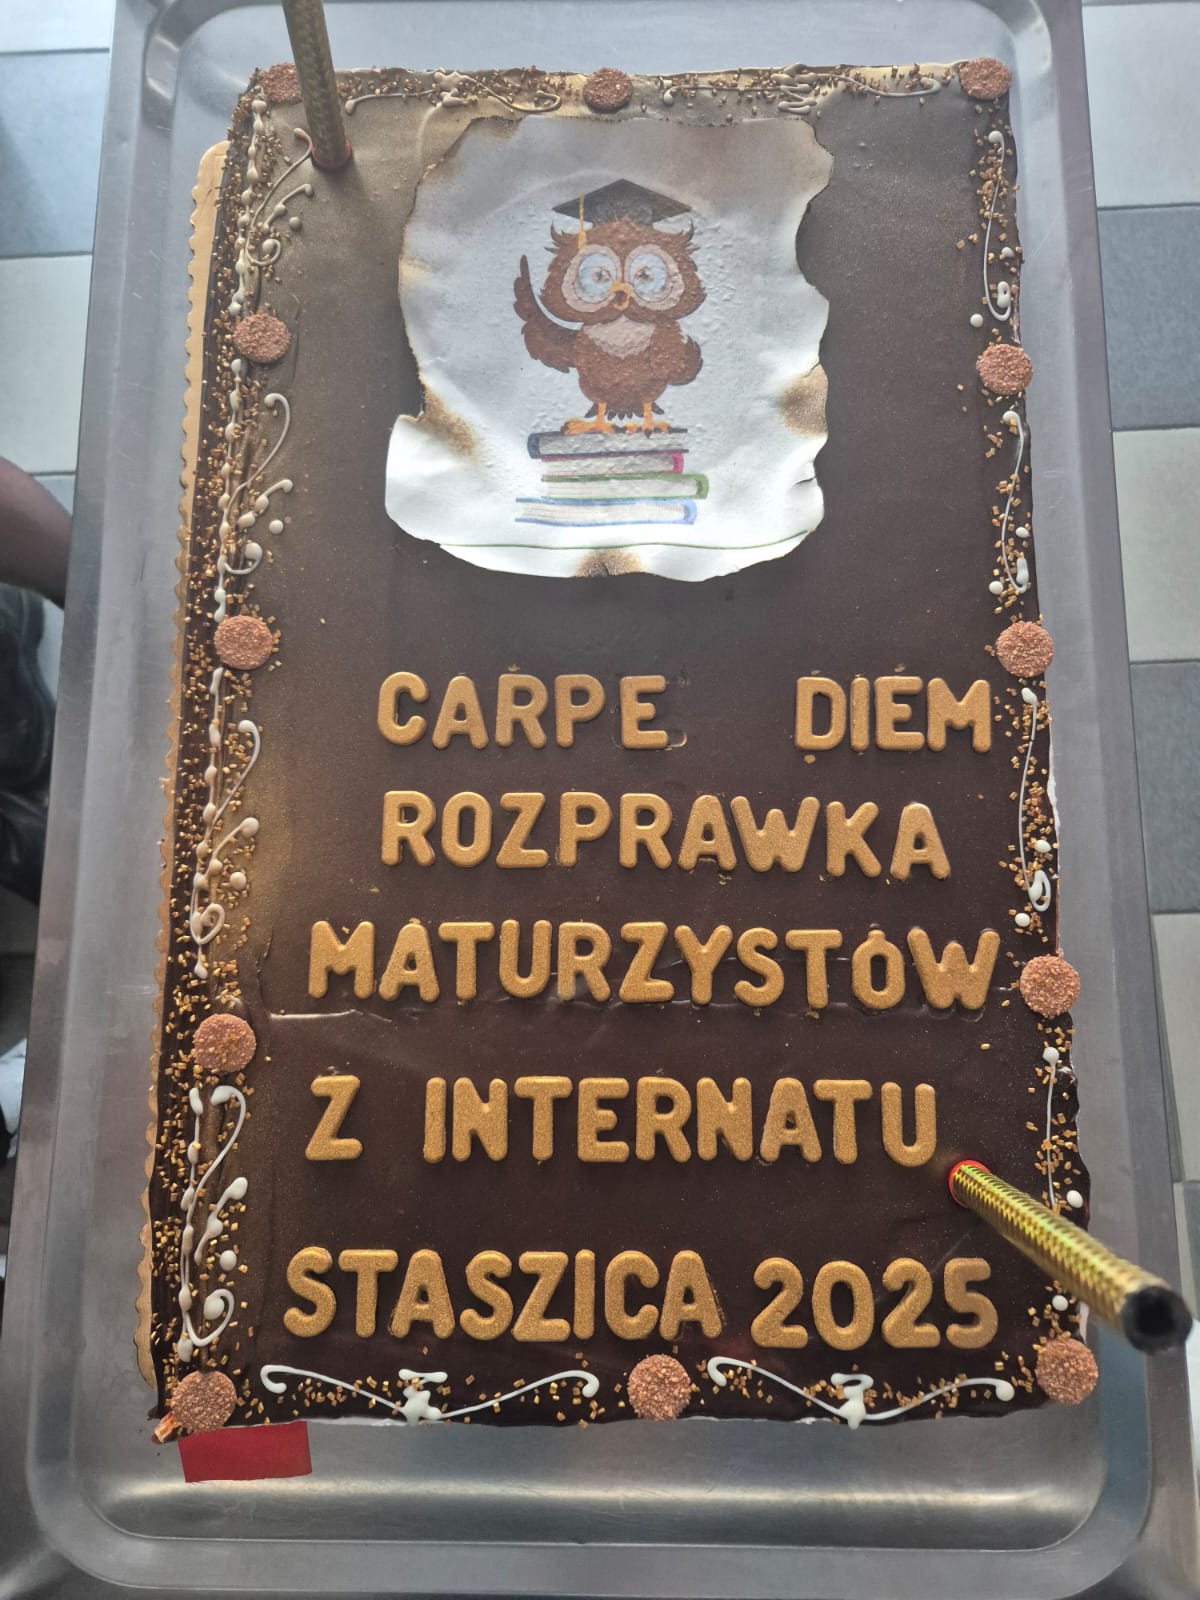 CARPE DIEM
ROZPRAWKA
MATURZYSTÓW
Z INTERNATU
STASZICA 2025